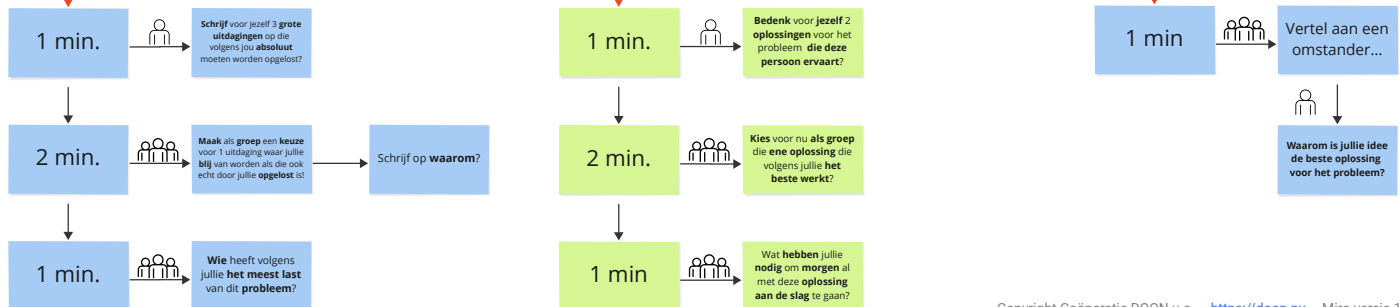 1 min.
Schrijf voor jezelf 3 grote
uitdagingen op die
volgens jou absoluut
moeten worden opgelost?
2 min.
Maak als groep een keuze
voor 1 uitdaging waar jullie
blij van worden als die ook
echt door jullie opgelost is!
Schrijf op waarom?
1 min.
Wie heeft volgens
jullie het meest last
van dit probleem?
1 min.
Bedenk voor jezelf 2
oplossingen voor het
probleem die deze
persoon ervaart?
2 min.
Kies voor nu als groep
die ene oplossing die
volgens jullie het
beste werkt?
1 min
Wat hebben jullie
nodig om morgen al
met deze oplossing
aan de slag te gaan?
1 min
Vertel aan een
omstander...
Waarom is jullie idee
de beste oplossing
voor het probleem?